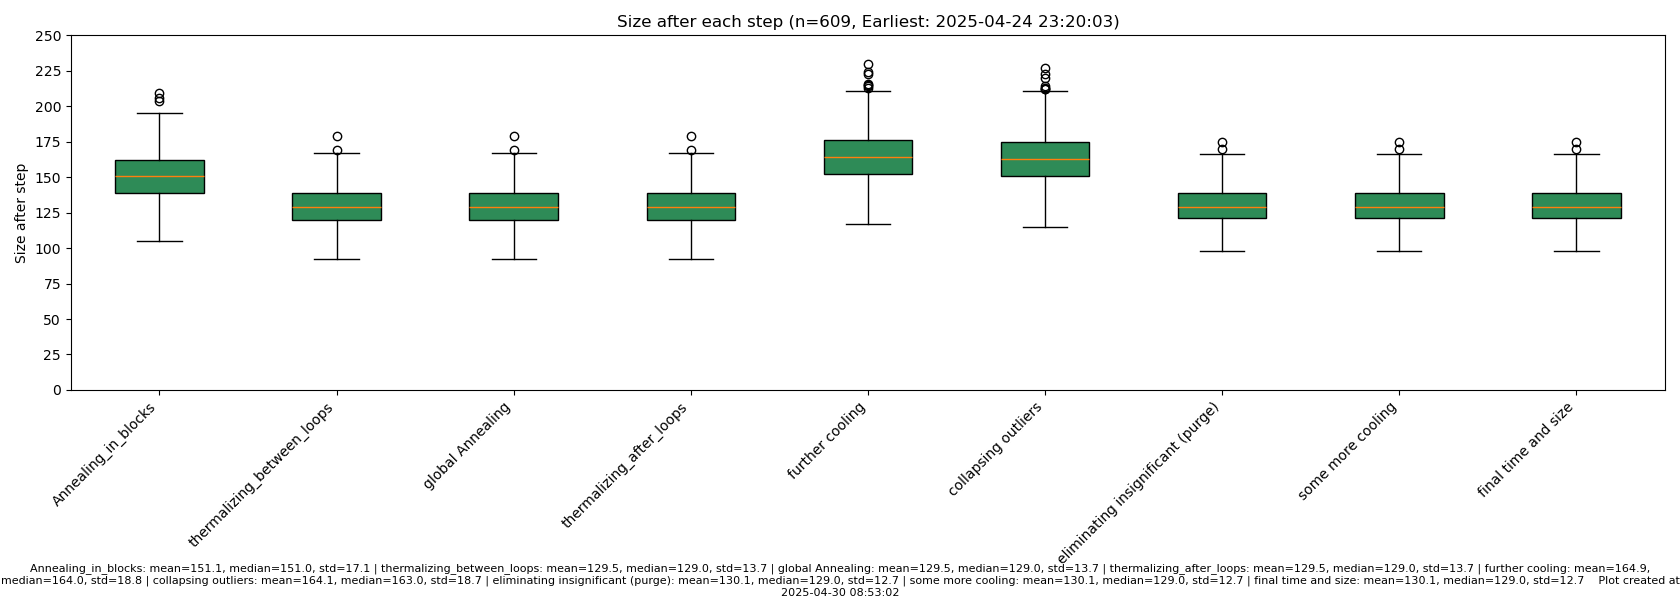 Size after each step (n=609, Earliest: 2025-04-24 23:20:03)
250
225
200
175
150
125
100
75
50
25
0
Size after step
Annealing_in_blocks
thermalizing_between_loops
global Annealing
thermalizing_after_loops
further cooling
collapsing outliers
eliminating insignificant (purge)
some more cooling
final time and size
Annealing_in_blocks: mean=151.1, median=151.0, std=17.1 | thermalizing_between_loops: mean=129.5, median=129.0, std=13.7 | global Annealing: mean=129.5, median=129.0, std=13.7 | thermalizing_after_loops: mean=129.5, median=129.0, std=13.7 | further cooling: mean=164.9,
median=164.0, std=18.8 | collapsing outliers: mean=164.1, median=163.0, std=18.7 | eliminating insignificant (purge): mean=130.1, median=129.0, std=12.7 | some more cooling: mean=130.1, median=129.0, std=12.7 | final time and size: mean=130.1, median=129.0, std=12.7 Plot created at
2025-04-30 08:53:02